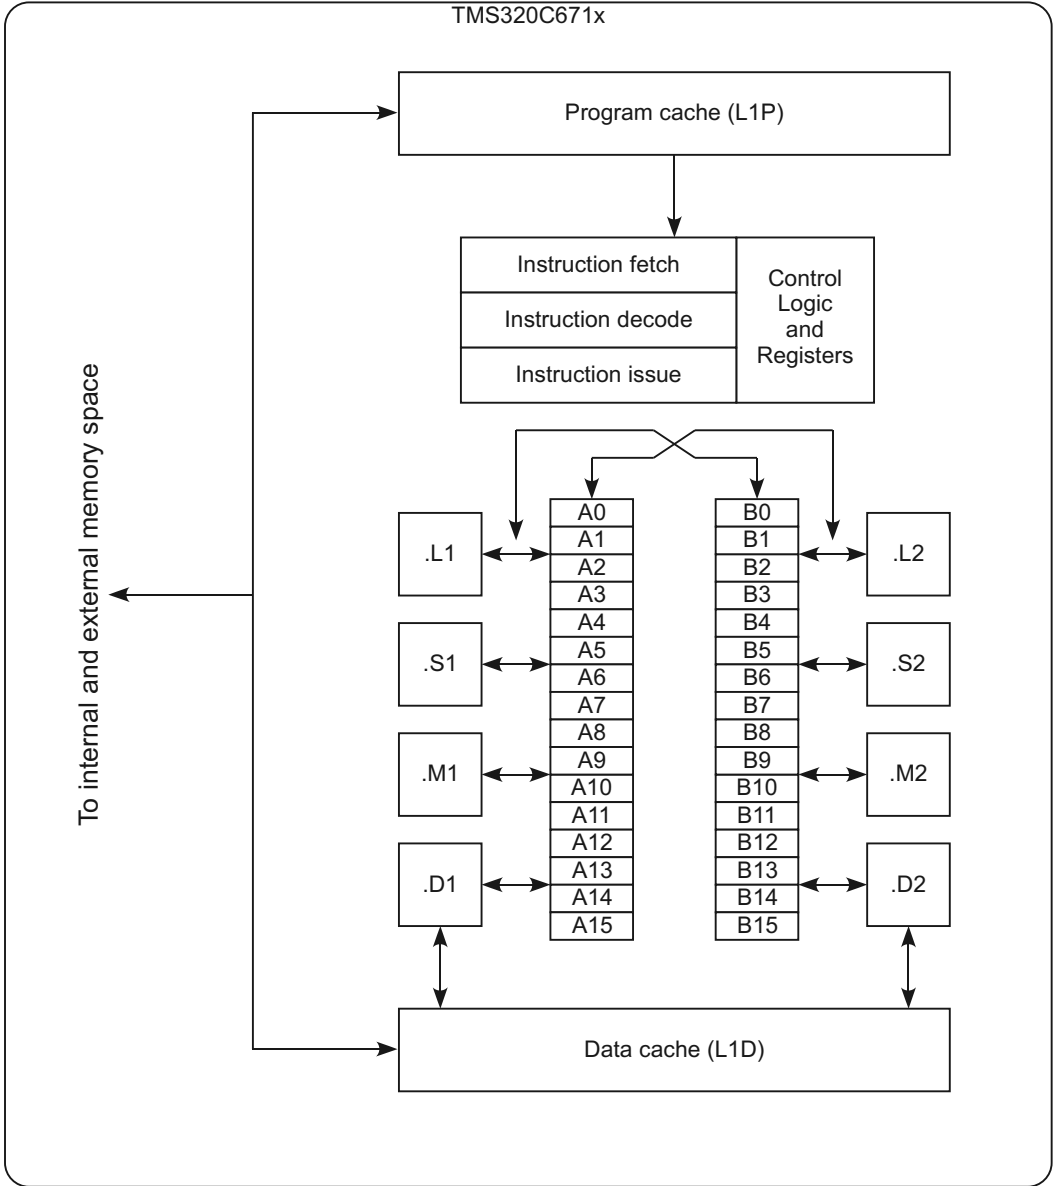 TMS320C671x
Program cache (L1P)
Instruction fetch
Instruction decode
Instruction issue
Control
Logic
and
Registers
To internal and external memory space
.L1
.S1
.M1
.D1
A0
A1
A2
A3
A4
A5
A6
A7
A8
A9
A10
A11
A12
A13
A14
A15
B0
B1
B2
B3
B4
B5
B6
B7
B8
B9
B10
B11
B12
B13
B14
B15
.L2
.S2
.M2
.D2
Data cache (L1D)